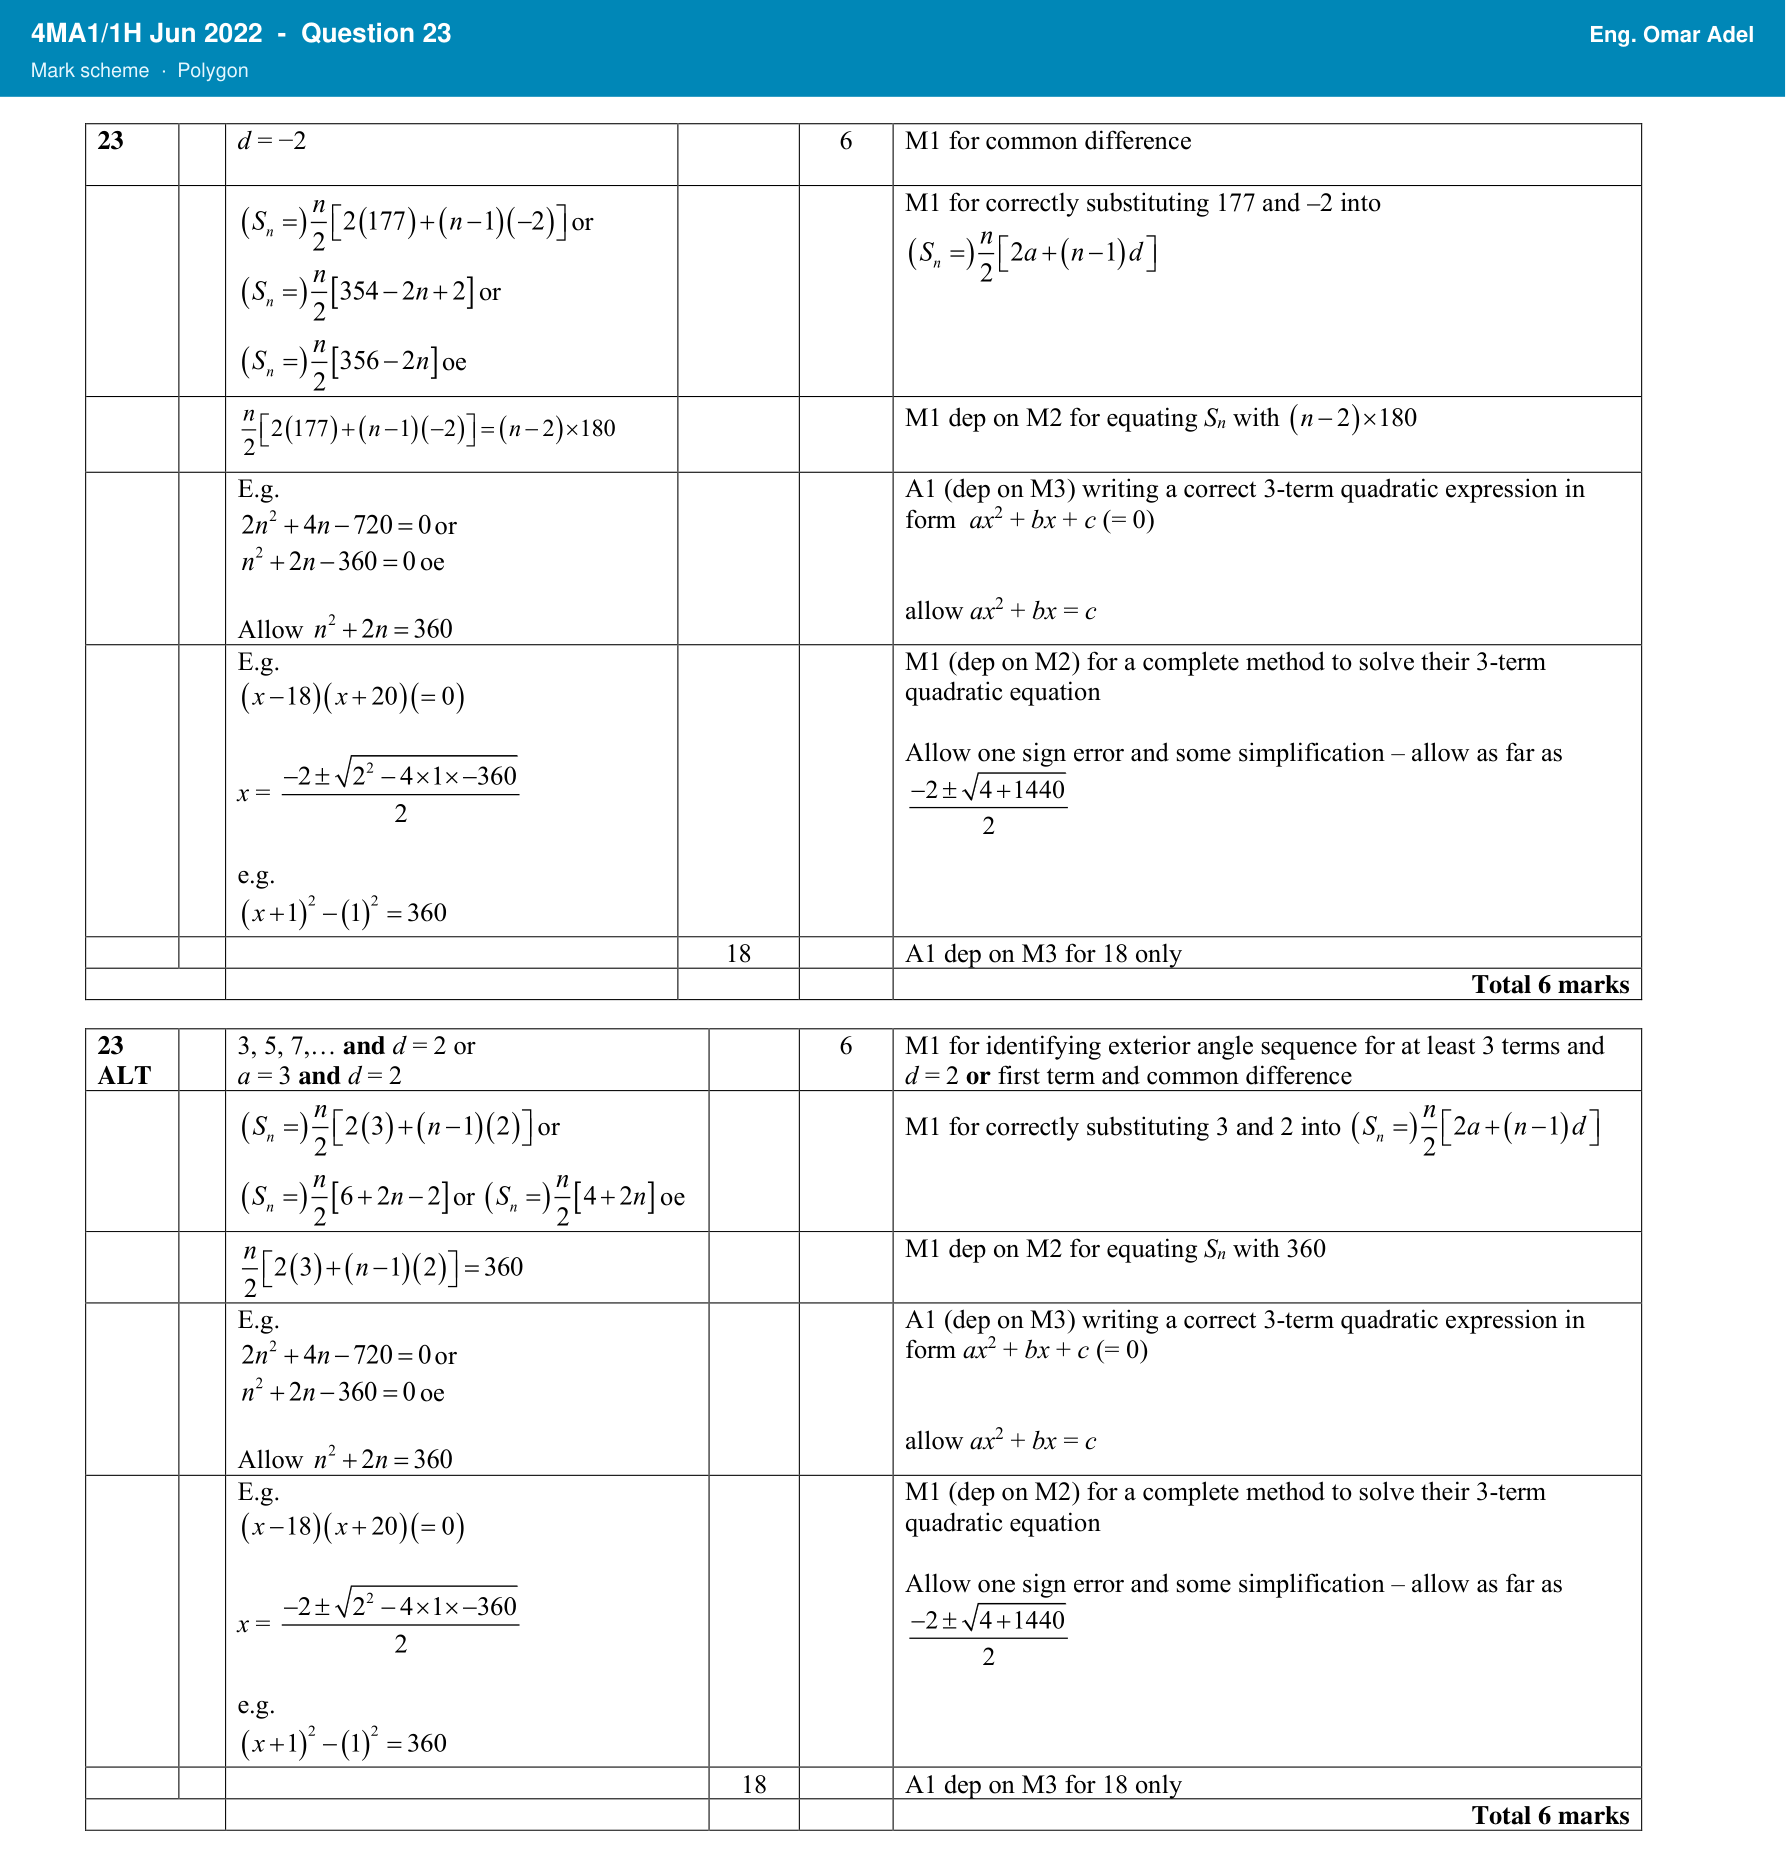 4MA1/1H Jun 2022 - Question 23
Eng. Omar Adel
Mark scheme · Polygon
23 d = −2 6 M1 for common difference
(Sₙ =) n/2 [2(177)+(n−1)(−2)] or
(Sₙ =) n/2 [354−2n+2] or
(Sₙ =) n/2 [356−2n] oe
M1 for correctly substituting 177 and –2 into
(Sₙ =) n/2 [2a+(n−1)d]
n/2 [2(177)+(n−1)(−2)] = (n−2)×180
M1 dep on M2 for equating Sₙ with (n−2)×180
E.g.
2n² + 4n − 720 = 0 or
n² + 2n − 360 = 0 oe
Allow n² + 2n = 360
A1 (dep on M3) writing a correct 3-term quadratic expression in
form ax² + bx + c (= 0)
allow ax² + bx = c
E.g.
(x−18)(x+20)(= 0)
x = (−2 ± √(2² − 4×1×−360))/2
e.g.
(x+1)² − (1)² = 360
M1 (dep on M2) for a complete method to solve their 3-term
quadratic equation
Allow one sign error and some simplification – allow as far as
(−2 ± √(4+1440))/2
18 A1 dep on M3 for 18 only
Total 6 marks
23
ALT
3, 5, 7,… and d = 2 or
a = 3 and d = 2
6
M1 for identifying exterior angle sequence for at least 3 terms and
d = 2 or first term and common difference
(Sₙ =) n/2 [2(3)+(n−1)(2)] or
(Sₙ =) n/2 [6+2n−2] or (Sₙ =) n/2 [4+2n] oe
M1 for correctly substituting 3 and 2 into (Sₙ =) n/2 [2a+(n−1)d]
n/2 [2(3)+(n−1)(2)] = 360
M1 dep on M2 for equating Sₙ with 360
E.g.
2n² + 4n − 720 = 0 or
n² + 2n − 360 = 0 oe
Allow n² + 2n = 360
A1 (dep on M3) writing a correct 3-term quadratic expression in
form ax² + bx + c (= 0)
allow ax² + bx = c
E.g.
(x−18)(x+20)(= 0)
x = (−2 ± √(2² − 4×1×−360))/2
e.g.
(x+1)² − (1)² = 360
M1 (dep on M2) for a complete method to solve their 3-term
quadratic equation
Allow one sign error and some simplification – allow as far as
(−2 ± √(4+1440))/2
18 A1 dep on M3 for 18 only
Total 6 marks